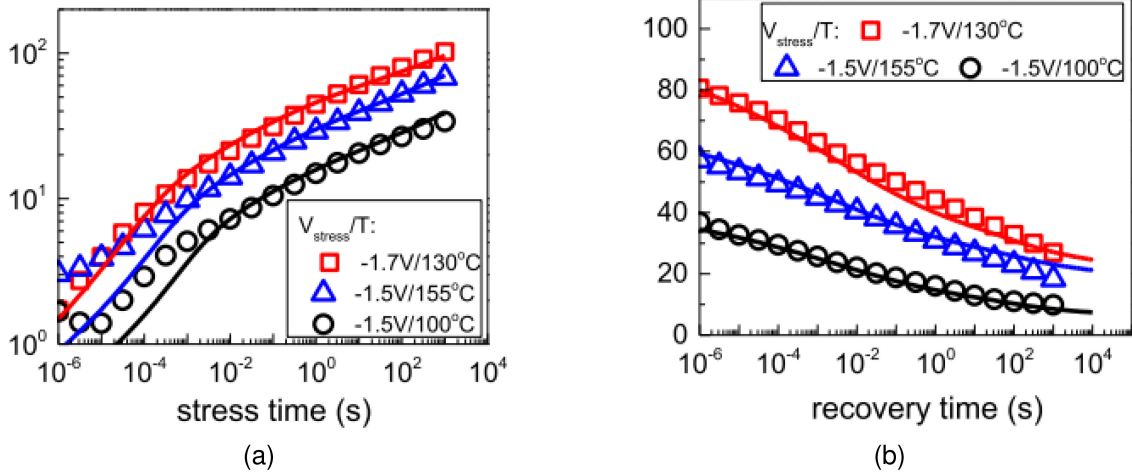 10²
10¹
10⁰
V_stress/T:
-1.7V/130°C
-1.5V/155°C
-1.5V/100°C
10⁻⁶ 10⁻⁴ 10⁻² 10⁰ 10² 10⁴
stress time (s)
(a)
100
80
60
40
20
0
V_stress/T: -1.7V/130°C
-1.5V/155°C -1.5V/100°C
10⁻⁶ 10⁻⁴ 10⁻² 10⁰ 10² 10⁴
recovery time (s)
(b)